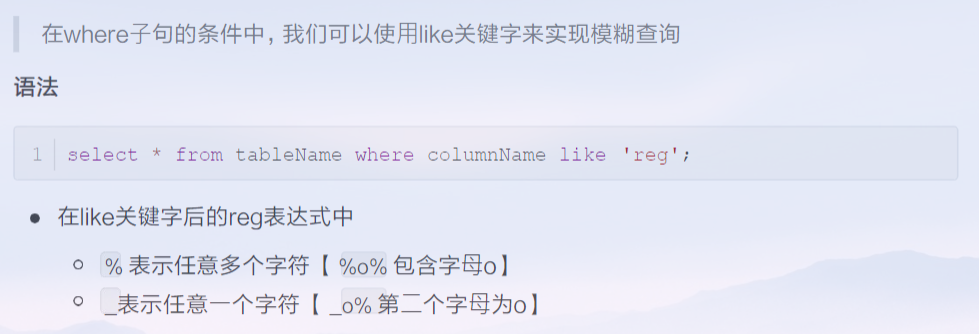 在where子句的条件中，我们可以使用like关键字来实现模糊查询
语法
1 select * from tableName where columnName like 'reg';
在like关键字后的reg表达式中
% 表示任意多个字符【 %o% 包含字母o】
_表示任意一个字符【 _o% 第二个字母为o】